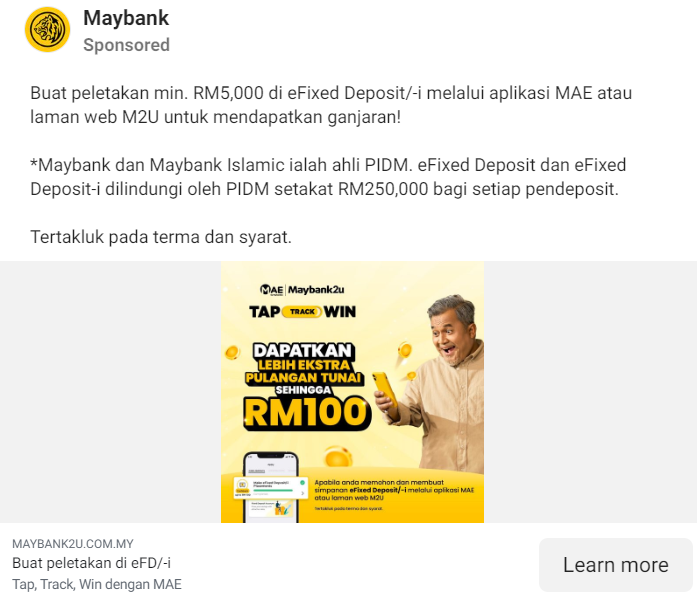 Maybank
Sponsored
Buat peletakan min. RM5,000 di eFixed Deposit/-i melalui aplikasi MAE atau
laman web M2U untuk mendapatkan ganjaran!
*Maybank dan Maybank Islamic ialah ahli PIDM. eFixed Deposit dan eFixed
Deposit-i dilindungi oleh PIDM setakat RM250,000 bagi setiap pendeposit.
Tertakluk pada terma dan syarat.
MAE Maybank2u
TAP TRACK WIN
DAPATKAN
LEBIH EKSTRA
PULANGAN TUNAI
SEHINGGA
RM100
Apabila anda memohon dan membuat
simpanan eFixed Deposit/-i melalui aplikasi MAE
atau laman web M2U
Tertakluk pada terma dan syarat
MAYBANK2U.COM.MY
Buat peletakan di eFD/-i
Tap, Track, Win dengan MAE
Learn more